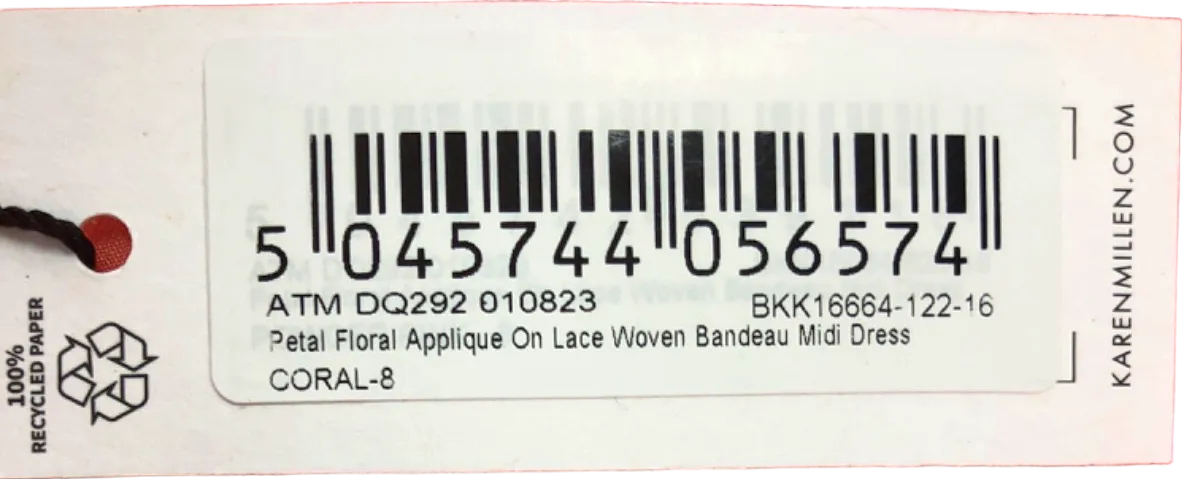 5 045744 056574
ATM DQ292 010823 BKK16664-122-16
Petal Floral Applique On Lace Woven Bandeau Midi Dress
CORAL-8
KARENMILLEN.COM
100%
RECYCLED PAPER